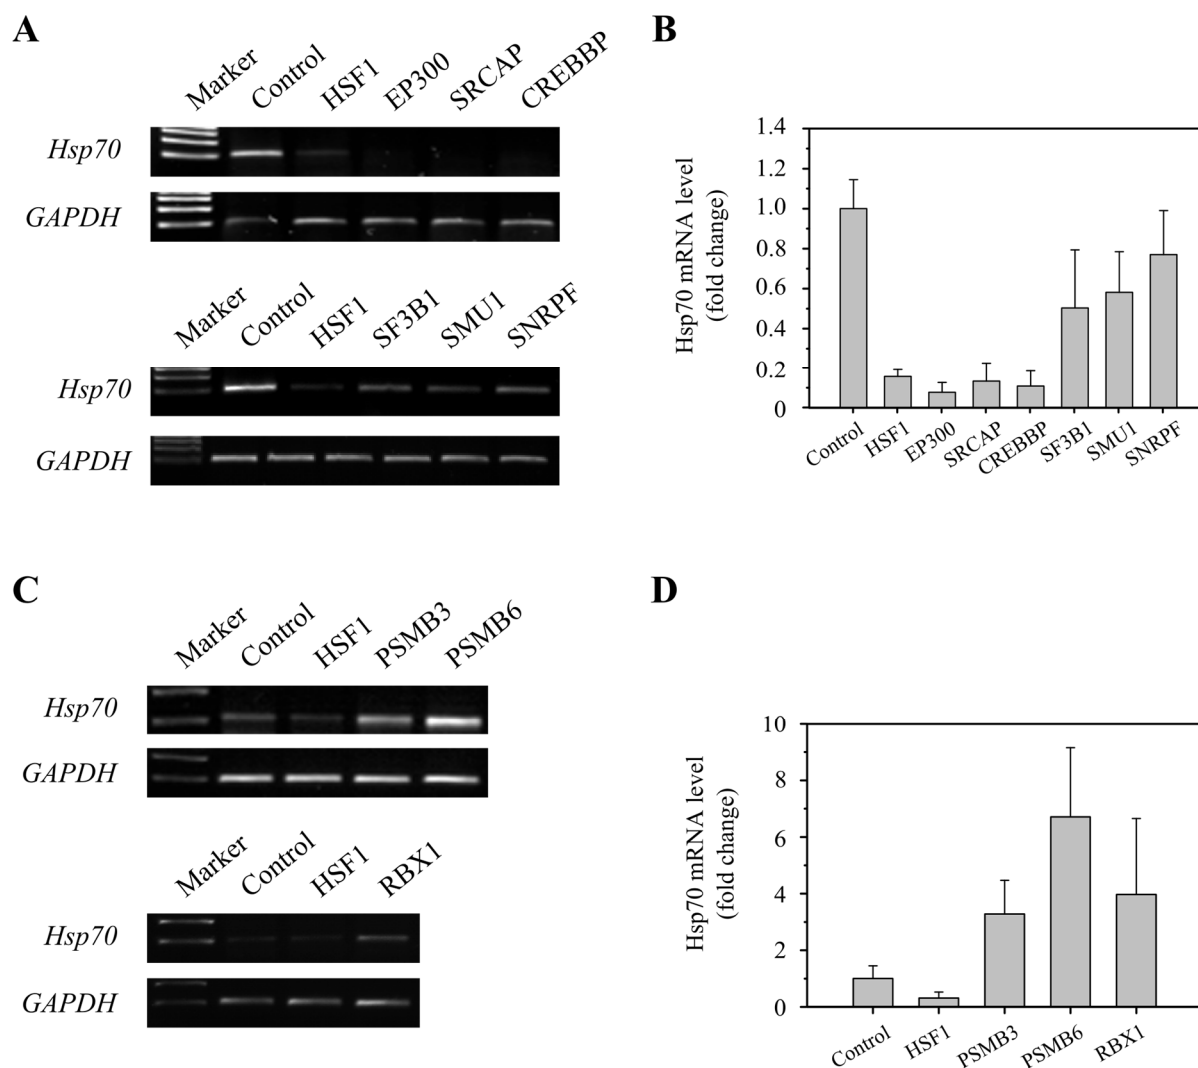 A
Marker Control HSF1 EP300 SRCAP CREBBP
Hsp70
GAPDH
Marker Control HSF1 SF3B1 SMU1 SNRPF
Hsp70
GAPDH
B
Hsp70 mRNA level
(fold change)
1.4
1.2
1.0
0.8
0.6
0.4
0.2
0
Control HSF1 EP300 SRCAP CREBBP SF3B1 SMU1 SNRPF
C
Marker Control HSF1 PSMB3 PSMB6
Hsp70
GAPDH
Marker Control HSF1 RBX1
Hsp70
GAPDH
D
Hsp70 mRNA level
(fold change)
10
8
6
4
2
0
Control HSF1 PSMB3 PSMB6 RBX1